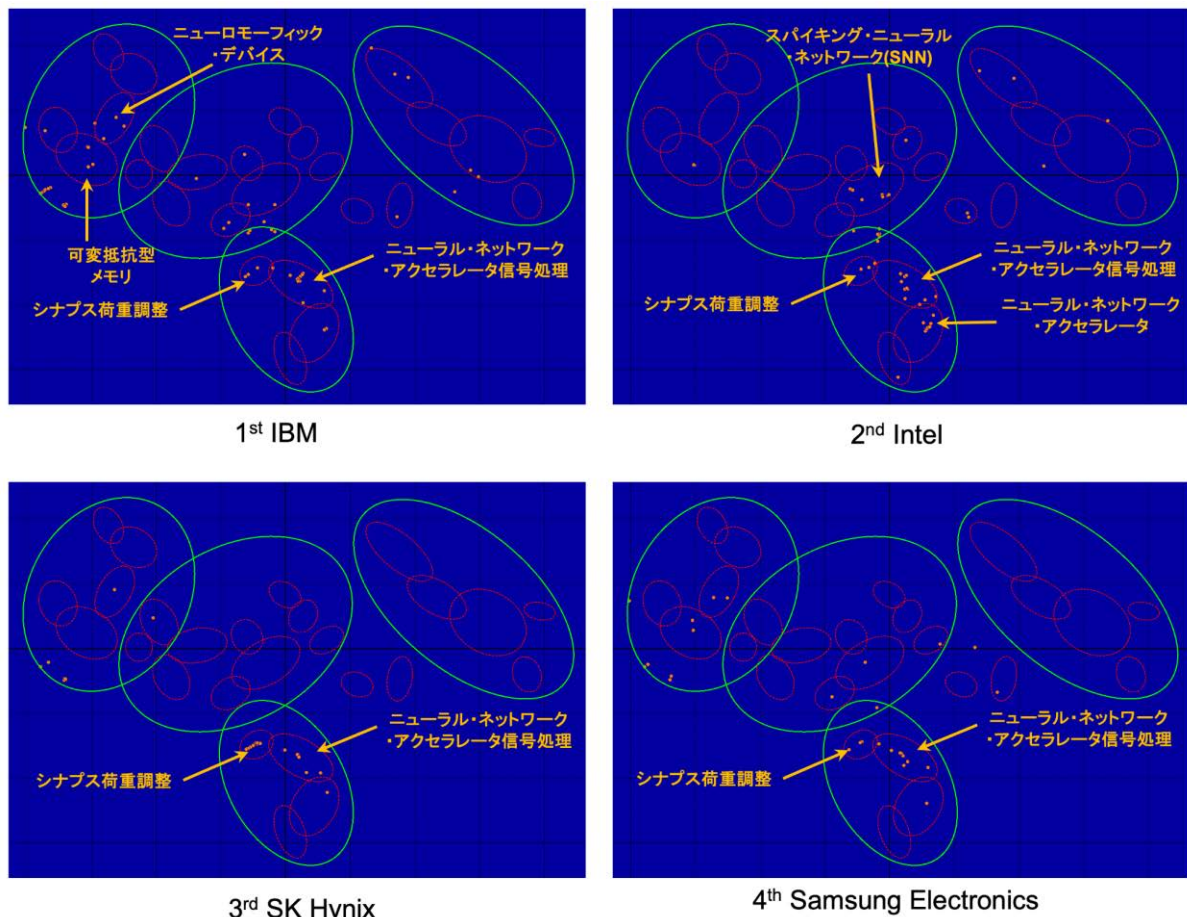 ニューロモーフィック
・デバイス
可変抵抗型
メモリ
シナプス荷重調整
ニューラル・ネットワーク
・アクセラレータ信号処理
1st IBM
スパイキング・ニューラル
・ネットワーク(SNN)
ニューラル・ネットワーク
・アクセラレータ信号処理
シナプス荷重調整
ニューラル・ネットワーク
・アクセラレータ
2nd Intel
ニューラル・ネットワーク
・アクセラレータ信号処理
シナプス荷重調整
3rd SK Hynix
ニューラル・ネットワーク
・アクセラレータ信号処理
シナプス荷重調整
4th Samsung Electronics